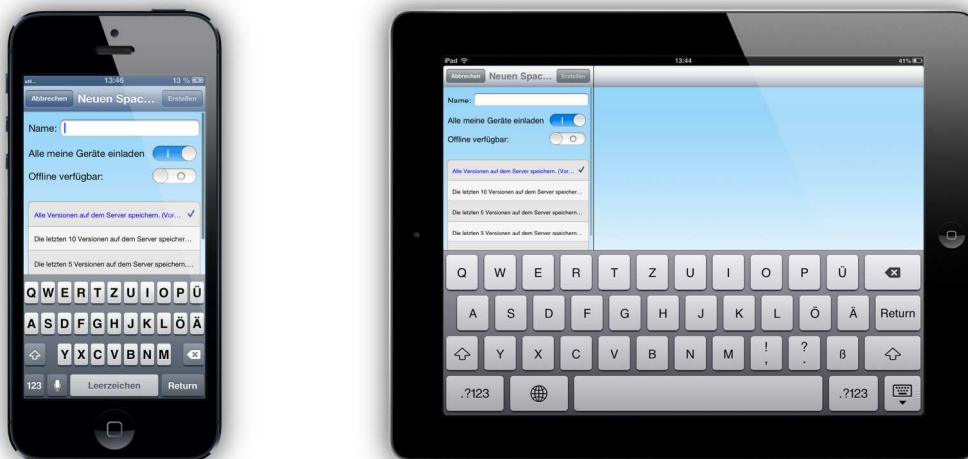 13:46 13 %
Abbrechen Neuen Spac... Erstellen
Name:
Alle meine Geräte einladen
Offline verfügbar:
Alle Versionen auf dem Server speichern. (Vor...
Die letzten 10 Versionen auf dem Server speicher...
Die letzten 5 Versionen auf dem Server speichern....
Q W E R T Z U I O P Ü
A S D F G H J K L Ö Ä
Y X C V B N M
123 Leerzeichen Return
iPad 13:44 41%
Abbrechen Neuen Spac... Erstellen
Name:
Alle meine Geräte einladen
Offline verfügbar:
Alle Versionen auf dem Server speichern. (Vor...
Die letzten 10 Versionen auf dem Server speicher...
Die letzten 5 Versionen auf dem Server speichern...
Die letzten 3 Versionen auf dem Server speichern...
Q W E R T Z U I O P Ü
A S D F G H J K L Ö Ä Return
Y X C V B N M ! , ? . ß
.?123 .?123